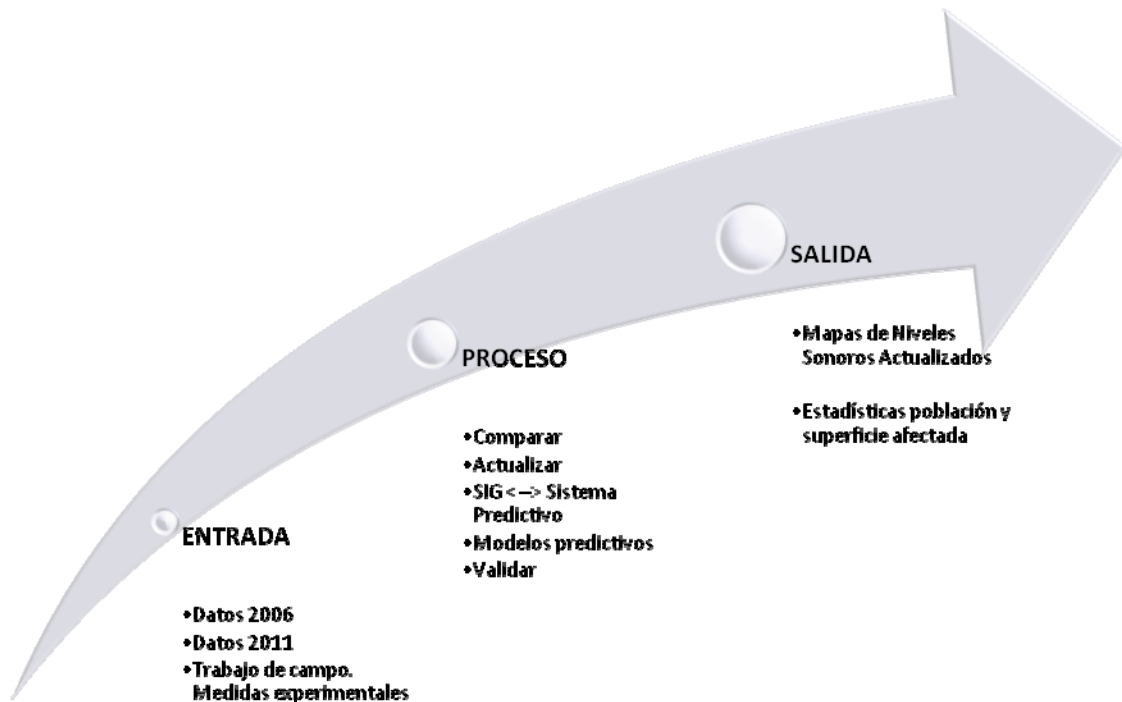 ENTRADA
•Datos 2006
•Datos 2011
•Trabajo de campo.
Medidas experimentales
PROCESO
•Comparar
•Actualizar
•SIG <--> Sistema
Predictivo
•Modelos predictivos
•Validar
SALIDA
•Mapas de Niveles
Sonoros Actualizados
•Estadísticas población y
superficie afectada